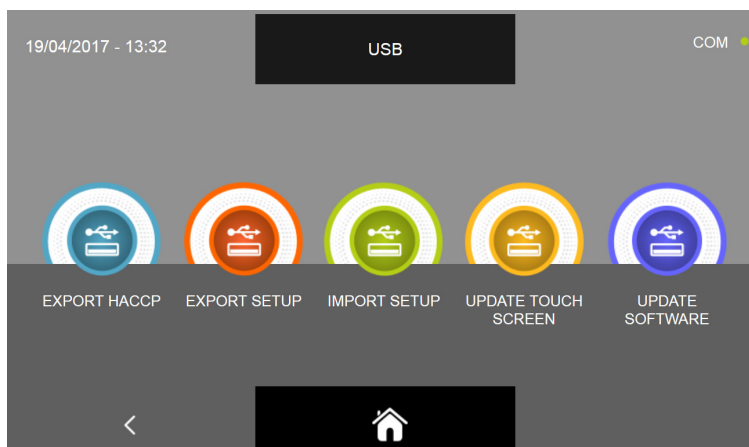 19/04/2017 - 13:32
USB
COM
EXPORT HACCP
EXPORT SETUP
IMPORT SETUP
UPDATE TOUCH
SCREEN
UPDATE
SOFTWARE